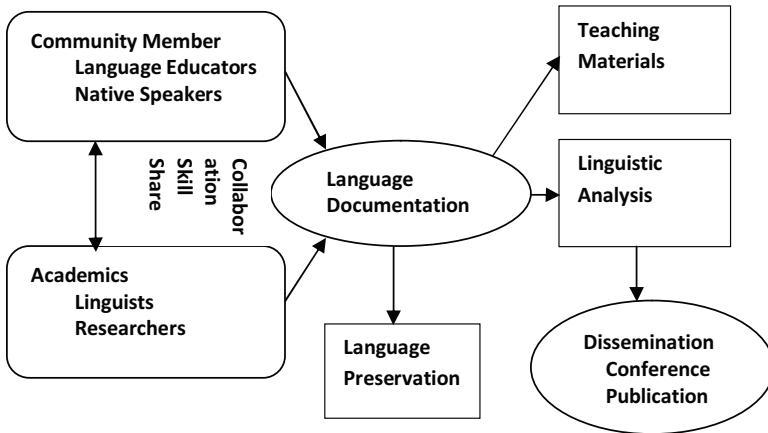 Community Member
Language Educators
Native Speakers
Collabor
ation
Skill
Share
Academics
Linguists
Researchers
Language
Documentation
Teaching
Materials
Linguistic
Analysis
Language
Preservation
Dissemination
Conference
Publication